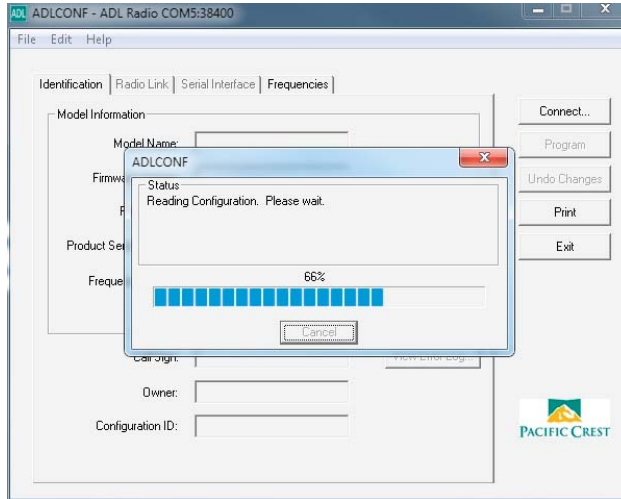 ADL ADLCONF - ADL Radio COM5:38400
File Edit Help
Identification Radio Link Serial Interface Frequencies
Model Information
Connect...
Model Name:
Program
ADLCONF
Status
Reading Configuration. Please wait.
Undo Changes
Print
Product Ser
Exit
66%
Cancel
Owner:
Configuration ID:
PACIFIC CREST